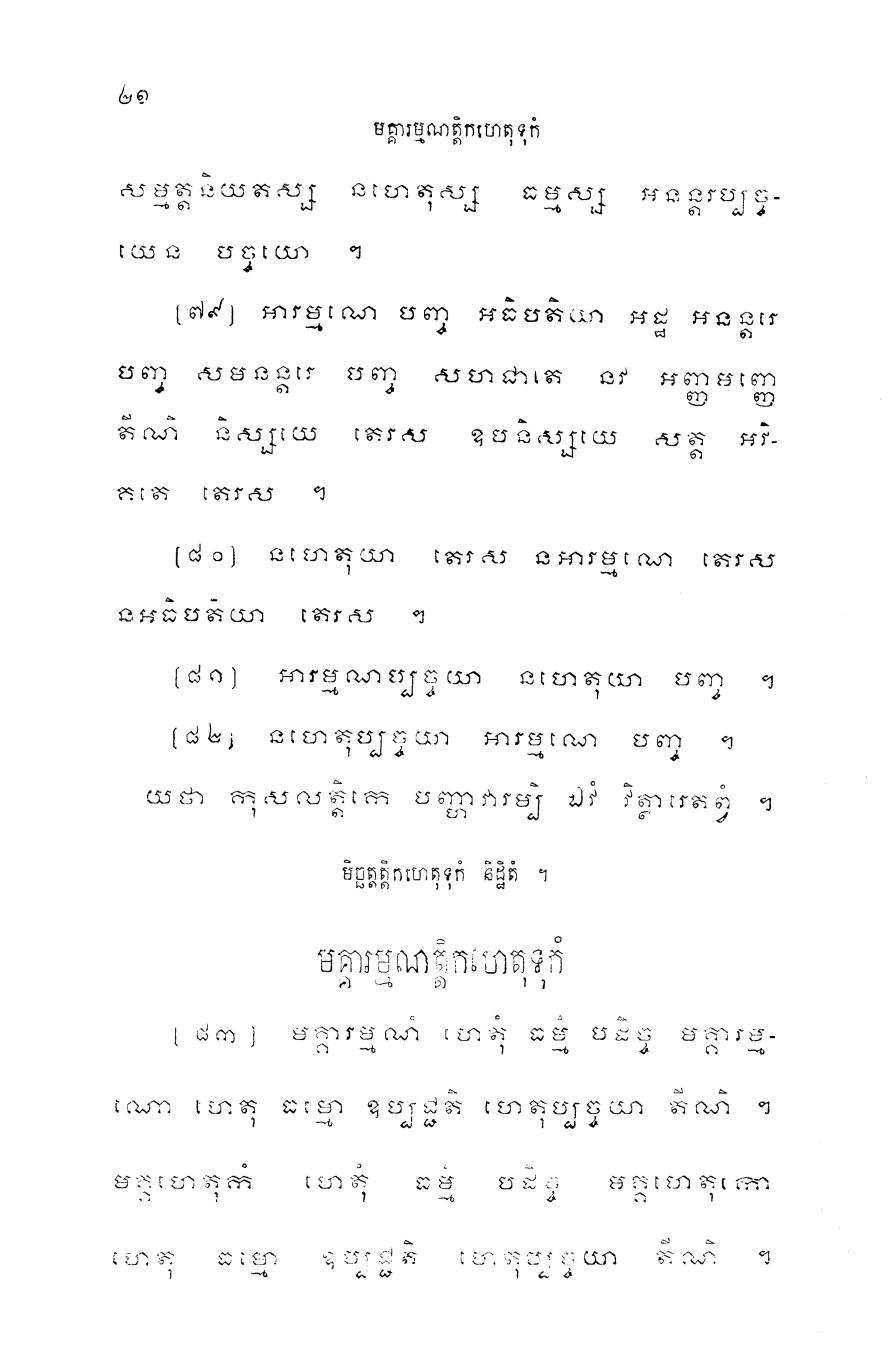 ២១
មគ្គារម្មណត្តិកហេតុទុកំ
សម្មត្តនិយតស្ស នហេតុស្ស ធម្មស្ស អនន្តរប្បច្ច-
យេន បច្ចយោ ។
[៧៩] អារម្មណេ បញ្ច អធិបតិយា អដ្ឋ អនន្តរេ
បញ្ច សមនន្តរេ បញ្ច សហជាតេ នវ អញ្ញមញ្ញេ
តីណិ និស្សយេ តេរស ឧបនិស្សយេ សត្ត អវិ-
គតេ តេរស ។
[៨០] នហេតុយា តេរស នអារម្មណេ តេរស
នអធិបតិយា តេរស ។
[៨១] អារម្មណប្បច្ចយា នហេតុយា បញ្ច ។
[៨២] នហេតុប្បច្ចយា អារម្មណេ បញ្ច ។
យថា កុសលត្តិកេ បញ្ហាវារម្បិ ឯវំ វិត្ថារេតព្វំ ។
មិច្ឆត្តត្តិកហេតុទុកំ និដ្ឋិតំ ។
មគ្គារម្មណត្តិកហេតុទុកំ
[៨៣] មគ្គារម្មណំ ហេតុំ ធម្មំ បដិច្ច មគ្គារម្ម-
ណោ ហេតុ ធម្មោ ឧប្បជ្ជតិ ហេតុប្បច្ចយា តីណិ ។
មគ្គហេតុកំ ហេតុំ ធម្មំ បដិច្ច មគ្គហេតុកោ
ហេតុ ធម្មោ ឧប្បជ្ជតិ ហេតុប្បច្ចយា តីណិ ។